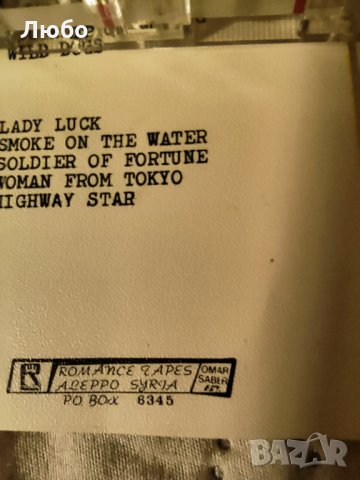 Любо
WILD DOGS
LADY LUCK
SMOKE ON THE WATER
SOLDIER OF FORTUNE
WOMAN FROM TOKYO
HIGHWAY STAR
R ROMANCE TAPES OMAR
ALEPPO SYRIA SABER
EST.
PO BOX 6345
BAZAR